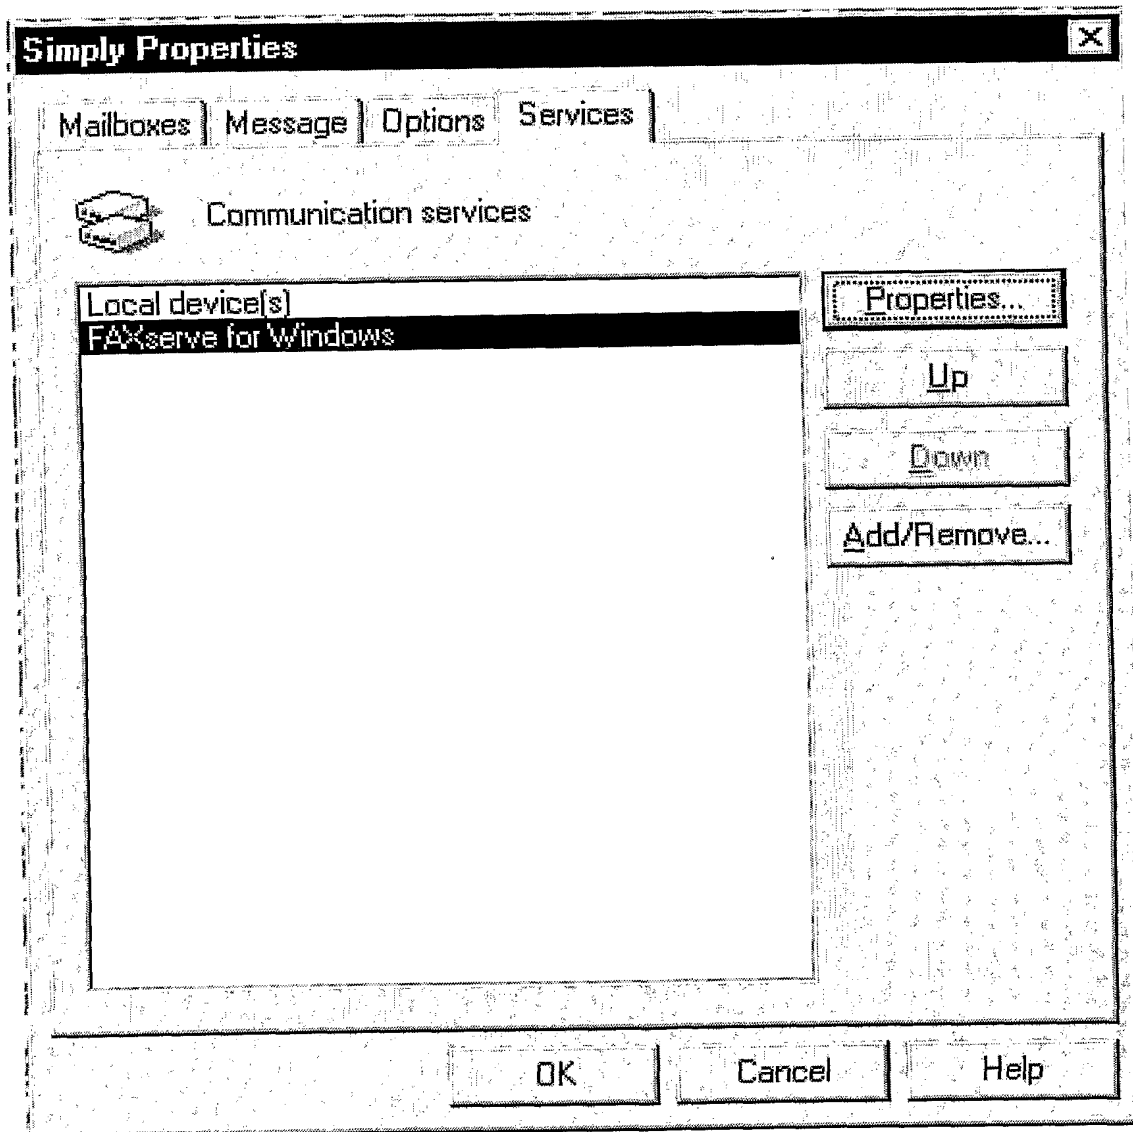 Simply Properties
Mailboxes Message Options Services
Communication services
Local device(s)
FAXserve for Windows
Properties...
Up
Down
Add/Remove...
OK Cancel Help